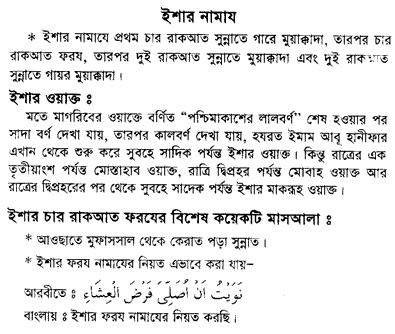 ইশার নামায
* ইশার নামাযে প্রথম চার রাকআত সুন্নাতে গারে মুয়াক্কাদা, তারপর চার
রাকআত ফরয, তারপর দুই রাকআত সুন্নাতে মুয়াক্কাদা এবং দুই রাকআত
সুন্নাতে গায়র মুয়াক্কাদা।
ইশার ওয়াক্ত ঃ
মতে মাগরিবের ওয়াক্তে বর্ণিত “পশ্চিমাকাশের লালবর্ণ” শেষ হওয়ার পর
সাদা বর্ণ দেখা যায়, তারপর কালবর্ণ দেখা যায়, হযরত ইমাম আবূ হানীফার
এখান থেকে শুরু করে সুবহে সাদিক পর্যন্ত ইশার ওয়াক্ত। কিন্তু রাত্রের এক
তৃতীয়াংশ পর্যন্ত মোস্তাহাব ওয়াক্ত, রাত্রি দ্বিপ্রহর পর্যন্ত মোবাহ ওয়াক্ত আর
রাত্রের দ্বিপ্রহরের পর থেকে সুবহে সাদেক পর্যন্ত ইশার মাকরূহ ওয়াক্ত।
ইশার চার রাকআত ফরযের বিশেষ কয়েকটি মাসআলা ঃ
* আওছাতে মুফাসসাল থেকে কেরাত পড়া সুন্নাত।
* ইশার ফরয নামাযের নিয়ত এভাবে করা যায়–
আরবীতে ঃ نَوَيْتُ اَنْ اُصَلِّىَ فَرْضَ الْعِشَاءِ
বাংলায় ঃ ইশার ফরয নামাযের নিয়ত করছি।